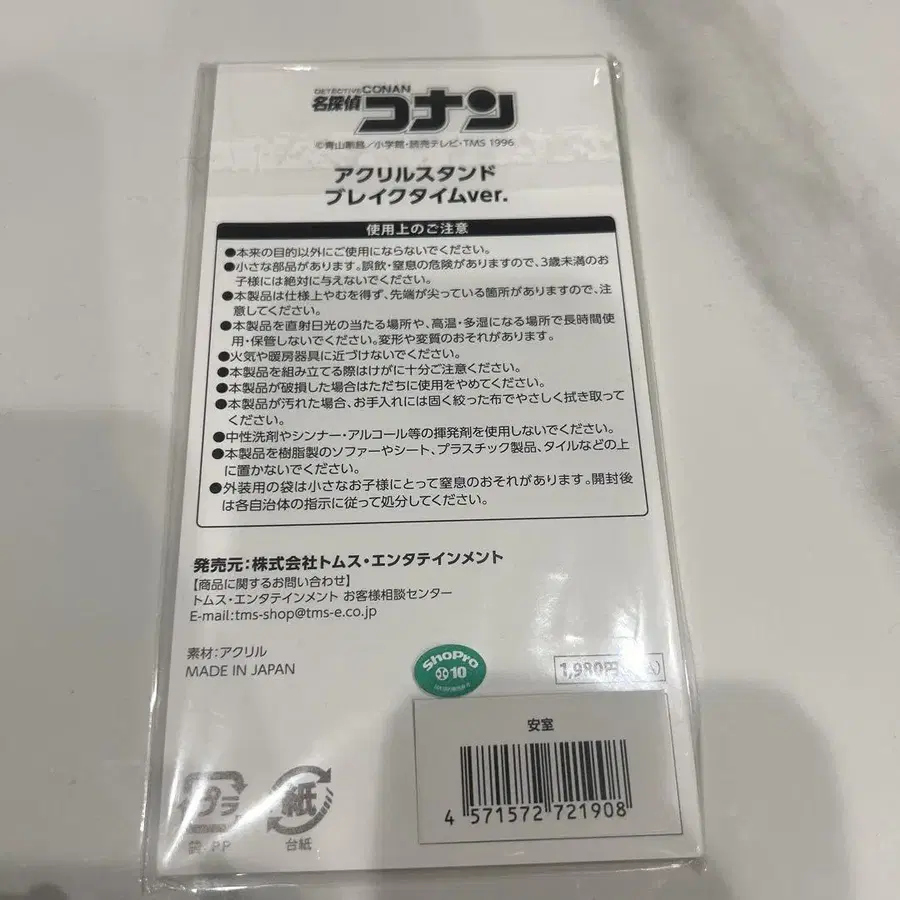 DETECTIVE CONAN
名探偵コナン
©青山剛昌/小学館・読売テレビ・TMS 1996
アクリルスタンド
ブレイクタイムver.
使用上のご注意
●本来の目的以外にご使用にならないでください。
●小さな部品があります。誤飲・窒息の危険がありますので、3歳未満のお
子様には絶対に与えないでください。
●本製品は仕様上やむを得ず、先端が尖っている箇所がありますので、注
意してください。
●本製品を直射日光の当たる場所や、高温・多湿になる場所で長時間使
用・保管しないでください。変形や変質のおそれがあります。
●火気や暖房器具に近づけないでください。
●本製品を組み立てる際はけがに十分ご注意ください。
●本製品が破損した場合はただちに使用をやめてください。
●本製品が汚れた場合、お手入れには固く絞った布でやさしく拭き取って
ください。
●中性洗剤やシンナー・アルコール等の揮発剤を使用しないでください。
●本製品を樹脂製のソファーやシート、プラスチック製品、タイルなどの上
に置かないでください。
●外装用の袋は小さなお子様にとって窒息のおそれがあります。開封後
は各自治体の指示に従って処分してください。
発売元:株式会社トムス・エンタテインメント
【商品に関するお問い合わせ】
トムス・エンタテインメント お客様相談センター
E-mail:tms-shop@tms-e.co.jp
素材:アクリル
MADE IN JAPAN
ShoPro
10
1,980円
安室
4 571572 721908
プラ
袋:PP
紙
台紙